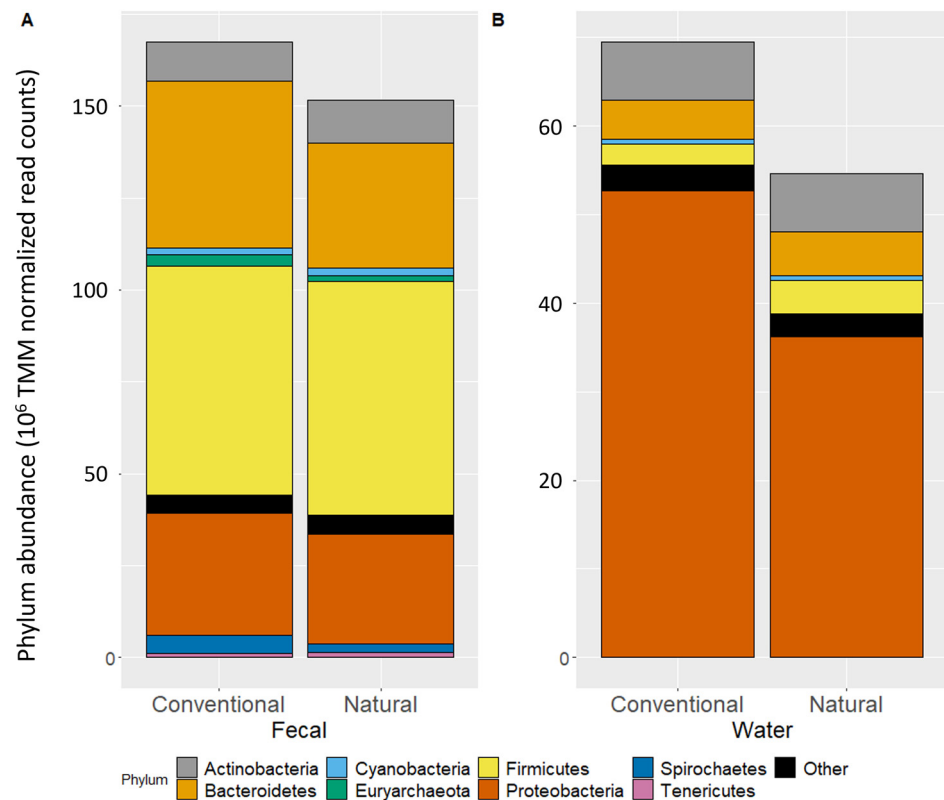 A
B
Phylum abundance (10⁶ TMM normalized read counts)
150
100
50
0
60
40
20
0
Conventional Natural
Fecal
Conventional Natural
Water
Phylum
Actinobacteria Cyanobacteria Firmicutes Spirochaetes Other
Bacteroidetes Euryarchaeota Proteobacteria Tenericutes